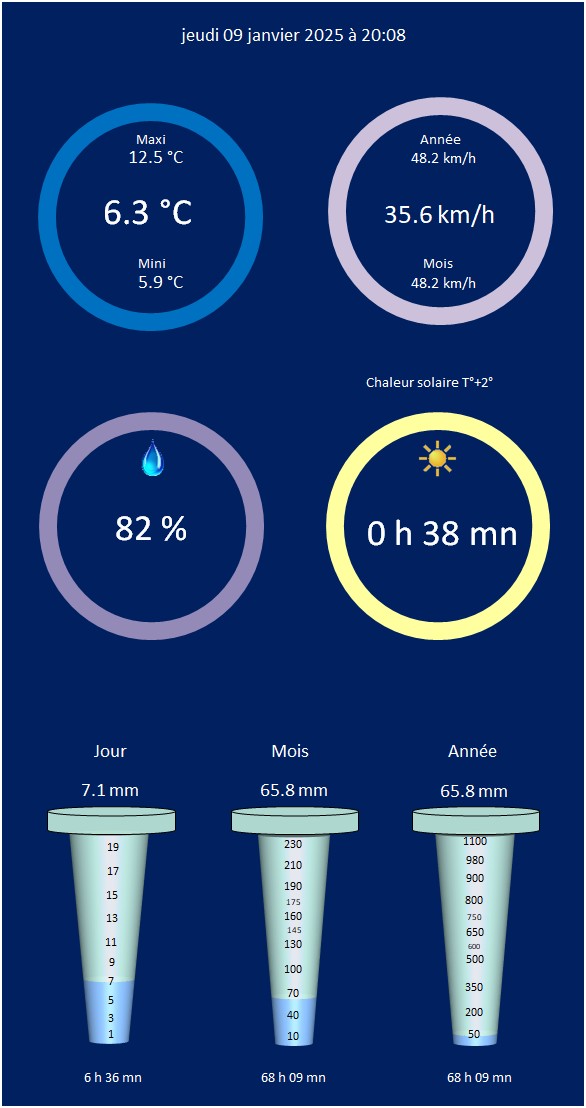 jeudi 09 janvier 2025 à 20:08
Maxi
12.5 °C
6.3 °C
Mini
5.9 °C
Année
48.2 km/h
35.6 km/h
Mois
48.2 km/h
Chaleur solaire T°+2°
82 %
0 h 38 mn
Jour
7.1 mm
19
17
15
13
11
9
7
5
3
1
6 h 36 mn
Mois
65.8 mm
230
210
190
175
160
145
130
100
70
40
10
68 h 09 mn
Année
65.8 mm
1100
980
900
800
750
650
600
500
350
200
50
68 h 09 mn